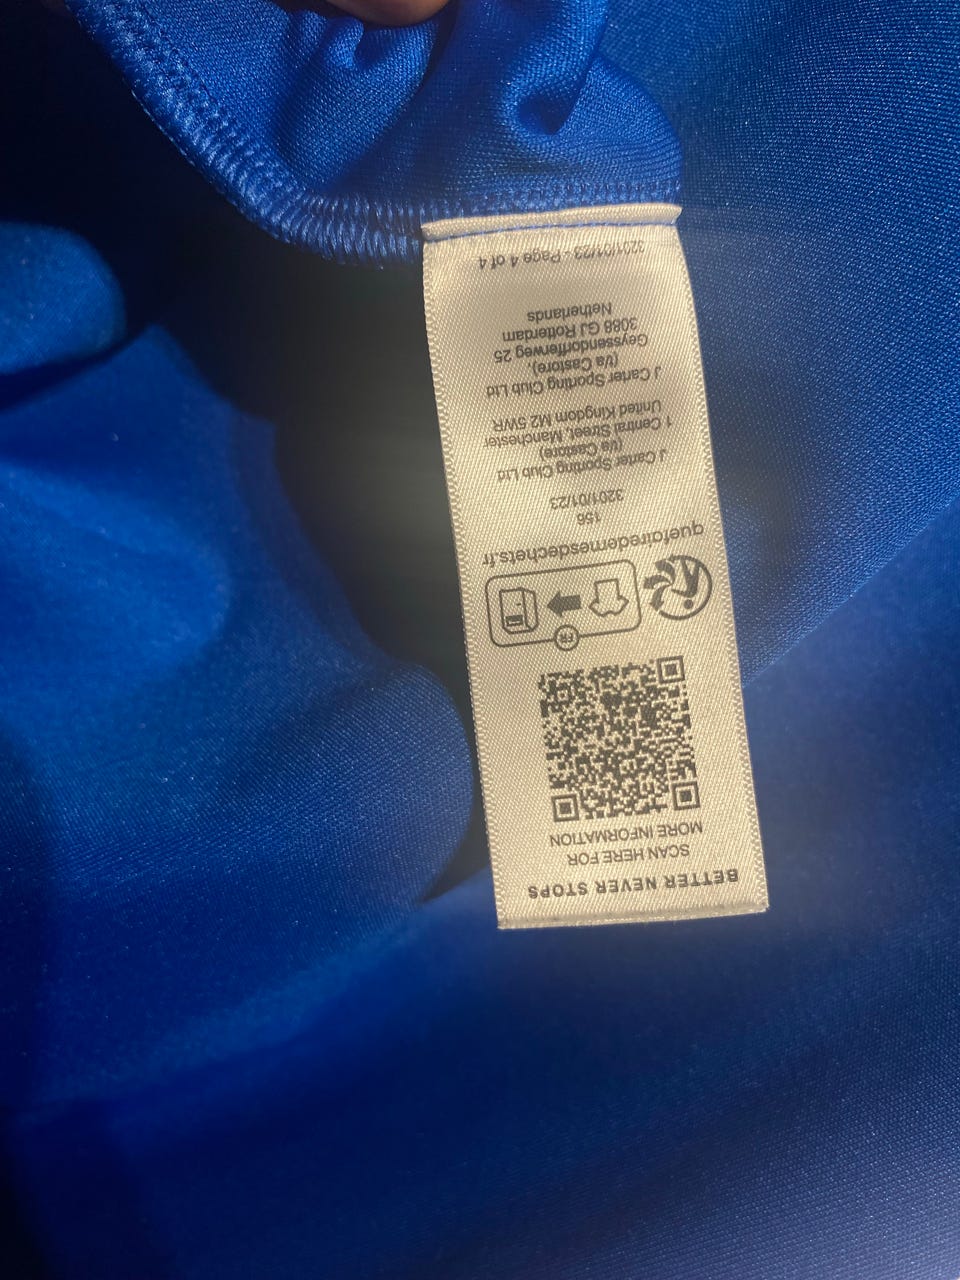 BETTER NEVER STOPS
SCAN HERE FOR
MORE INFORMATION
FR
quefairedemesdechets.fr
156
3201/01/23
J Carter Sporting Club Ltd
(t/a Castore)
1 Central Street, Manchester
United Kingdom M2 5WR
J Carter Sporting Club Ltd
(t/a Castore),
Geyssendorfferweg 25
3088 GJ Rotterdam
Netherlands
3201/01/23 - Page 4 of 4